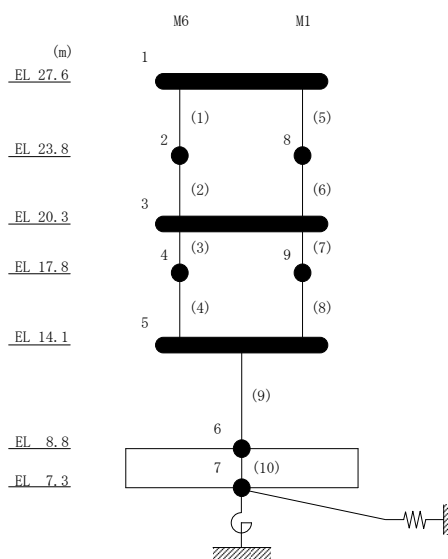 M6 M1
(m)
1
EL 27.6
(1) (5)
2 8
EL 23.8
(2) (6)
3
EL 20.3
(3) (7)
4 9
EL 17.8
(4) (8)
5
EL 14.1
(9)
6
EL 8.8
7 (10)
EL 7.3